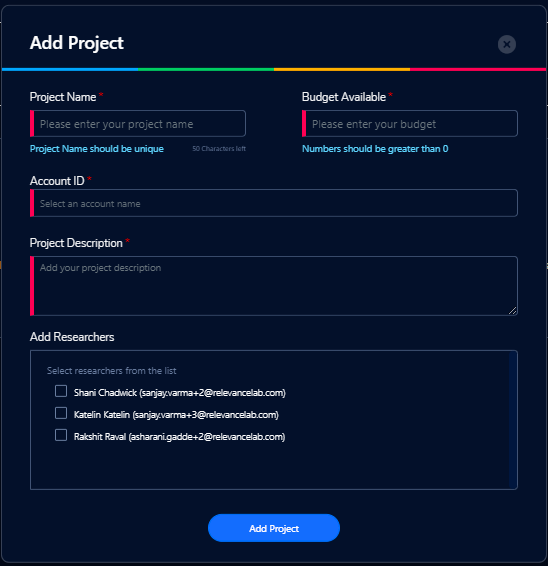 Add Project
Project Name *
Budget Available *
Please enter your project name
Please enter your budget
Project Name should be unique
50 Characters left
Numbers should be greater than 0
Account ID *
Select an account name
Project Description *
Add your project description
Add Researchers
Select researchers from the list
Shani Chadwick (sanjay.varma+2@relevancelab.com)
Katelin Katelin (sanjay.varma+3@relevancelab.com)
Rakshit Raval (asharani.gadde+2@relevancelab.com)
Add Project